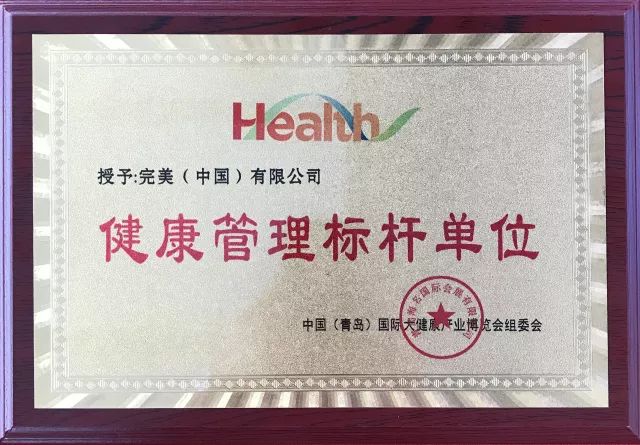 Health
授予:完美（中国）有限公司
健康管理标杆单位
中国（青岛）国际大健康产业博览会组委会